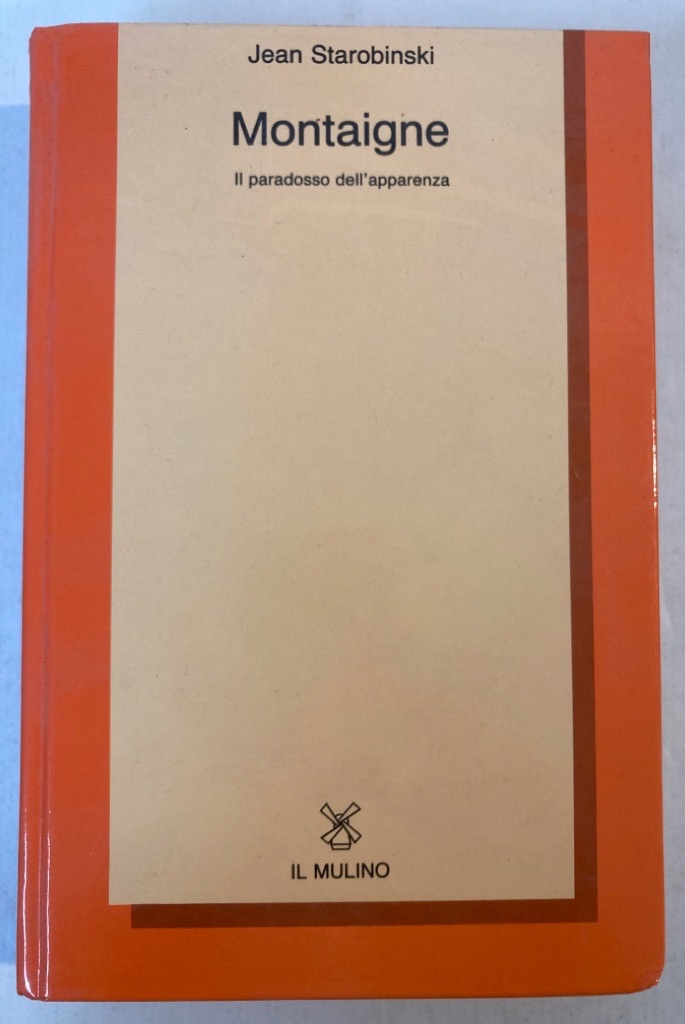 Jean Starobinski
Montaigne
Il paradosso dell'apparenza
IL MULINO